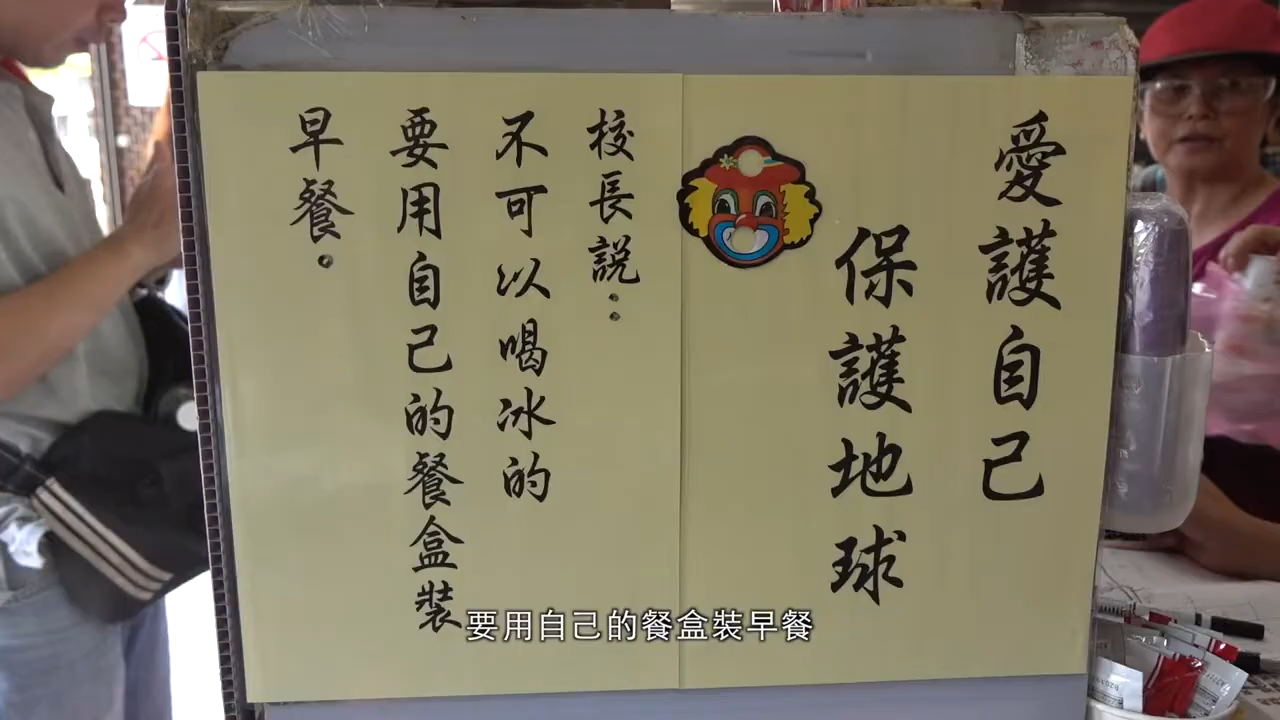 愛護自己
保護地球
校長說：
不可以喝冰的
要用自己的餐盒裝
早餐。
要用自己的餐盒裝早餐